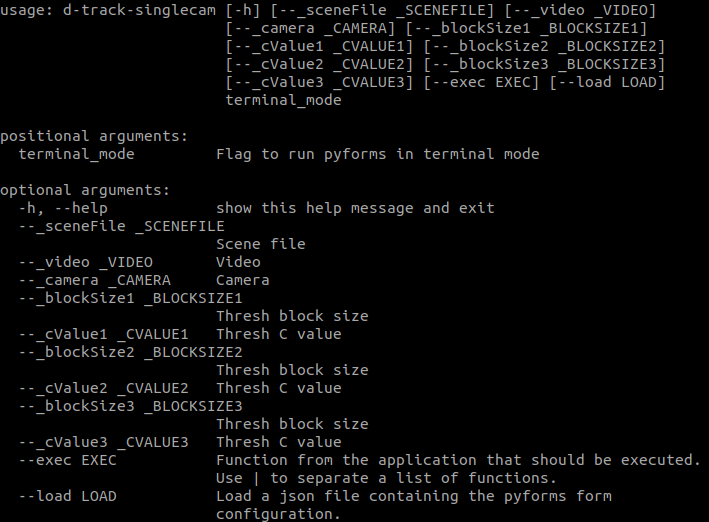 usage: d-track-singlecam [-h] [--_sceneFile _SCENEFILE] [--_video _VIDEO]
                         [--_camera _CAMERA] [--_blockSize1 _BLOCKSIZE1]
                         [--_cValue1 _CVALUE1] [--_blockSize2 _BLOCKSIZE2]
                         [--_cValue2 _CVALUE2] [--_blockSize3 _BLOCKSIZE3]
                         [--_cValue3 _CVALUE3] [--exec EXEC] [--load LOAD]
                         terminal_mode

positional arguments:
  terminal_mode         Flag to run pyforms in terminal mode

optional arguments:
  -h, --help            show this help message and exit
  --_sceneFile _SCENEFILE
                        Scene file
  --_video _VIDEO       Video
  --_camera _CAMERA     Camera
  --_blockSize1 _BLOCKSIZE1
                        Thresh block size
  --_cValue1 _CVALUE1   Thresh C value
  --_blockSize2 _BLOCKSIZE2
                        Thresh block size
  --_cValue2 _CVALUE2   Thresh C value
  --_blockSize3 _BLOCKSIZE3
                        Thresh block size
  --_cValue3 _CVALUE3   Thresh C value
  --exec EXEC           Function from the application that should be executed.
                        Use | to separate a list of functions.
  --load LOAD           Load a json file containing the pyforms form
                        configuration.